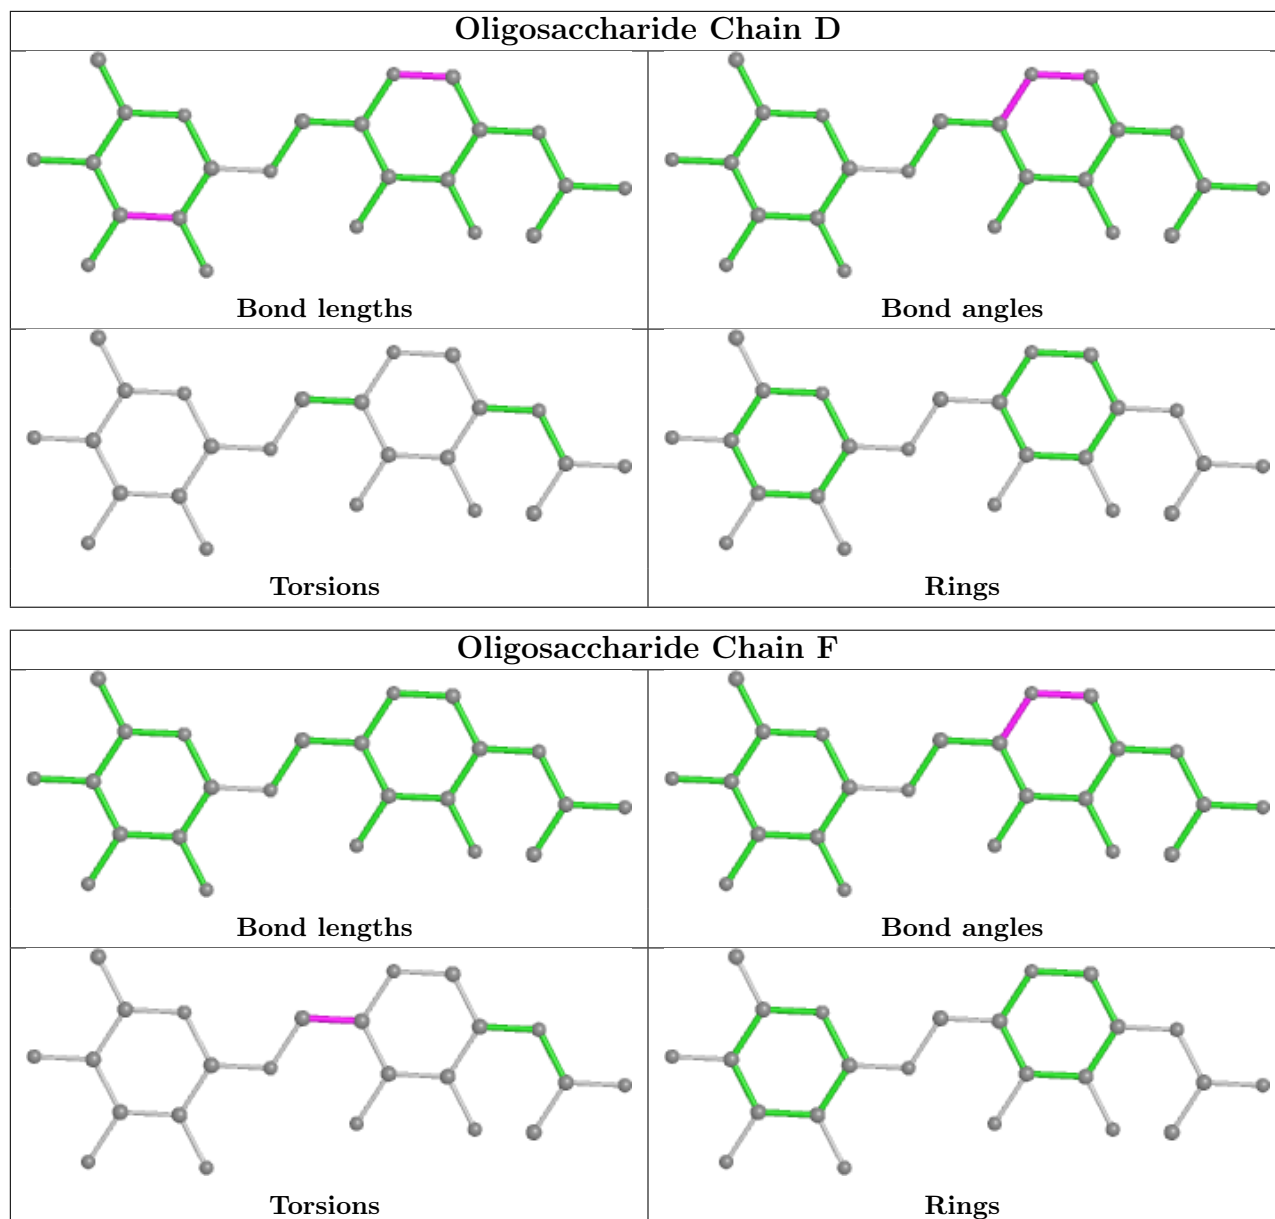 Oligosaccharide Chain D
Bond lengths
Bond angles
Torsions
Rings
Oligosaccharide Chain F
Bond lengths
Bond angles
Torsions
Rings